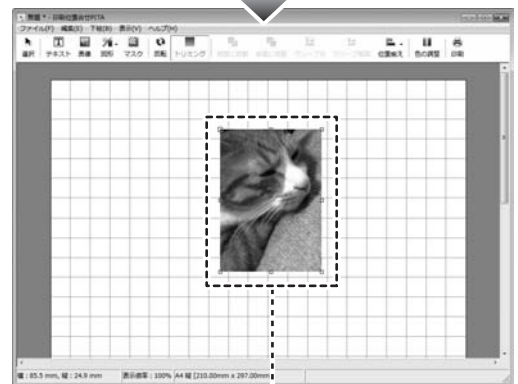 無題 * - 印刷位置合せPITA
ファイル(F) 編集(E) 下絵(B) 表示(V) ヘルプ(H)
選択 テキスト 画像 図形 マスク 反転 トリミング 位置揃え 色の調整 印刷
横 : 85.5 mm, 縦 : 24.9 mm 表示倍率 : 100% A4 縦 [210.00mm x 297.00mm]